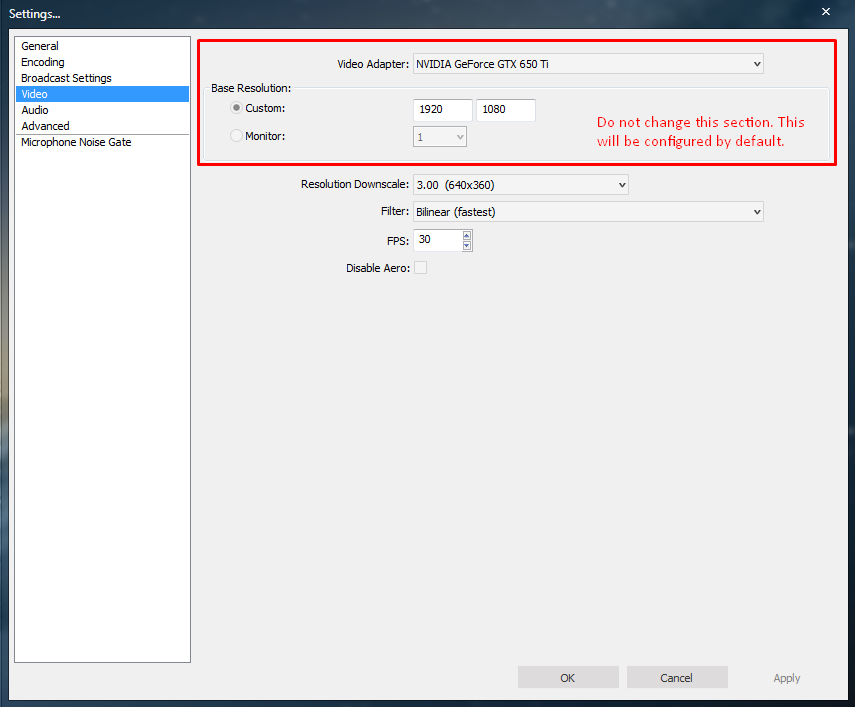 Settings...
General
Encoding
Broadcast Settings
Video
Audio
Advanced
Microphone Noise Gate
Video Adapter: NVIDIA GeForce GTX 650 Ti
Base Resolution:
Custom: 1920 1080
Monitor: 1
Do not change this section. This
will be configured by default.
Resolution Downscale: 3.00 (640x360)
Filter: Bilinear (fastest)
FPS: 30
Disable Aero:
OK Cancel Apply